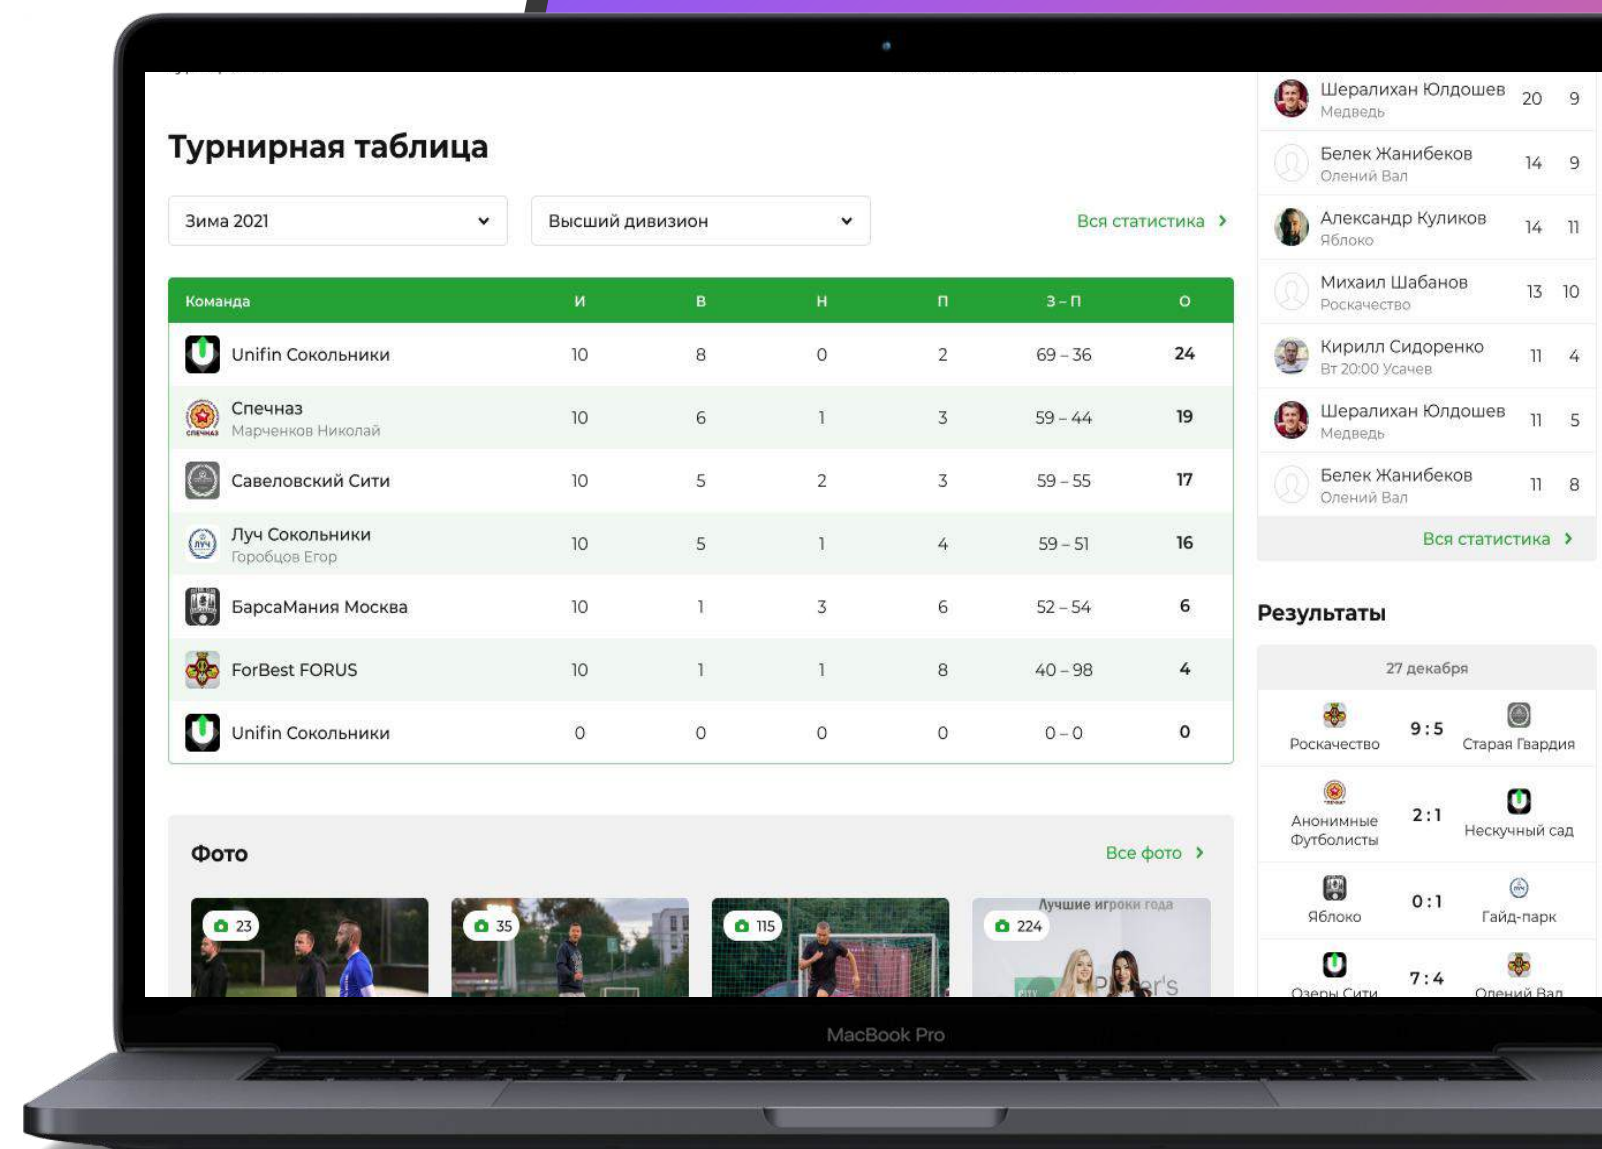 Турнирная таблица
Зима 2021
Высший дивизион
Вся статистика
Команда И В Н П З – П О
Unifin Сокольники 10 8 0 2 69 – 36 24
Спечназ 10 6 1 3 59 – 44 19
Марченков Николай
СПЕЧНАЗ
Савеловский Сити 10 5 2 3 59 – 55 17
Луч Сокольники 10 5 1 4 59 – 51 16
Горобцов Егор
ЛУЧ
БарсаМания Москва 10 1 3 6 52 – 54 6
ForBest FORUS 10 1 1 8 40 – 98 4
Unifin Сокольники 0 0 0 0 0 – 0 0
Фото
Все фото
23
35
115
224
Лучшие игроки года
CITY
Шералихан Юлдошев 20 9
Медведь
Белек Жанибеков 14 9
Олений Вал
Александр Куликов 14 11
Яблоко
Михаил Шабанов 13 10
Роскачество
Кирилл Сидоренко 11 4
Вт 20:00 Усачев
Шералихан Юлдошев 11 5
Медведь
Белек Жанибеков 11 8
Олений Вал
Вся статистика
Результаты
27 декабря
Роскачество 9 : 5 Старая Гвардия
Анонимные Футболисты 2 : 1 Нескучный сад
Яблоко 0 : 1 Гайд-парк
Озеры Сити 7 : 4 Олений Вал
MacBook Pro